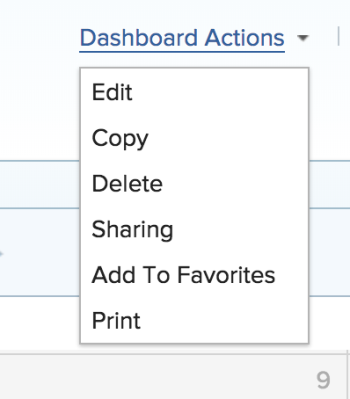 Dashboard Actions
Edit
Copy
Delete
Sharing
Add To Favorites
Print
9